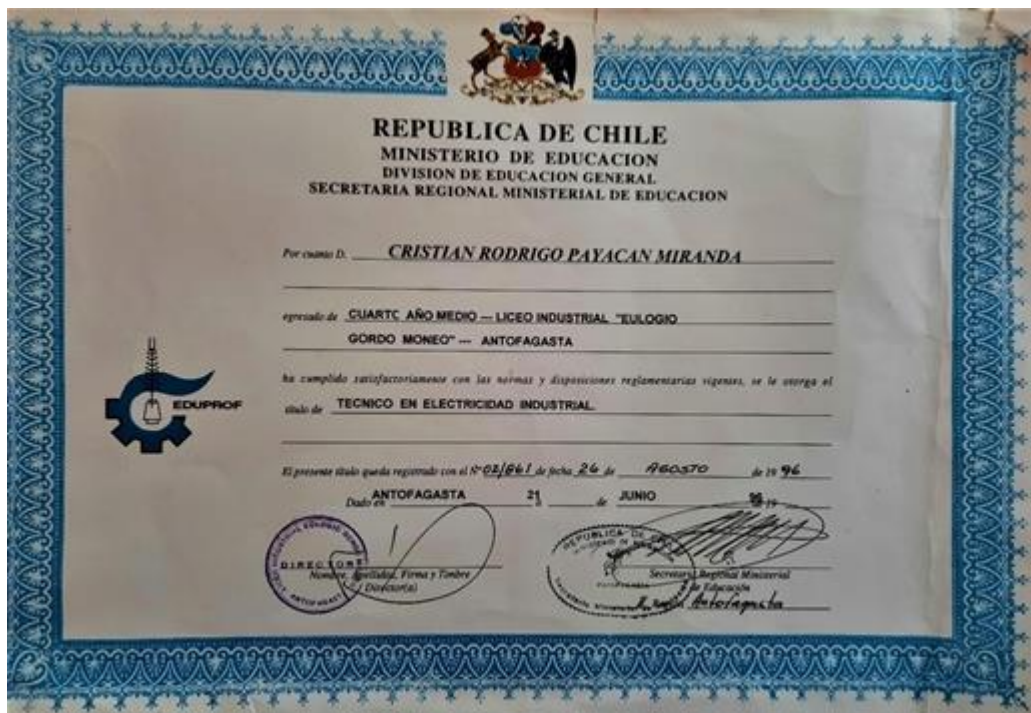 REPUBLICA DE CHILE
MINISTERIO DE EDUCACION
DIVISION DE EDUCACION GENERAL
SECRETARIA REGIONAL MINISTERIAL DE EDUCACION
Por cuanto D. CRISTIAN RODRIGO PAYACAN MIRANDA
egresado de CUARTO AÑO MEDIO — LICEO INDUSTRIAL "EULOGIO
GORDO MONEO" — ANTOFAGASTA
EDUPROF
ha cumplido satisfactoriamente con las normas y disposiciones reglamentarias vigentes, se le otorga el
título de TECNICO EN ELECTRICIDAD INDUSTRIAL.
El presente título queda registrado con el Nº 02/861 de fecha 26 de AGOSTO de 19 96
Dado en ANTOFAGASTA 21 de JUNIO 19
DIRECTORA
Nombre, Apellidos, Firma y Timbre
Director(a)
ANTOFAGASTA
REPUBLICA DE CHILE
Secretario Regional Ministerial
de Educación
Antofagasta